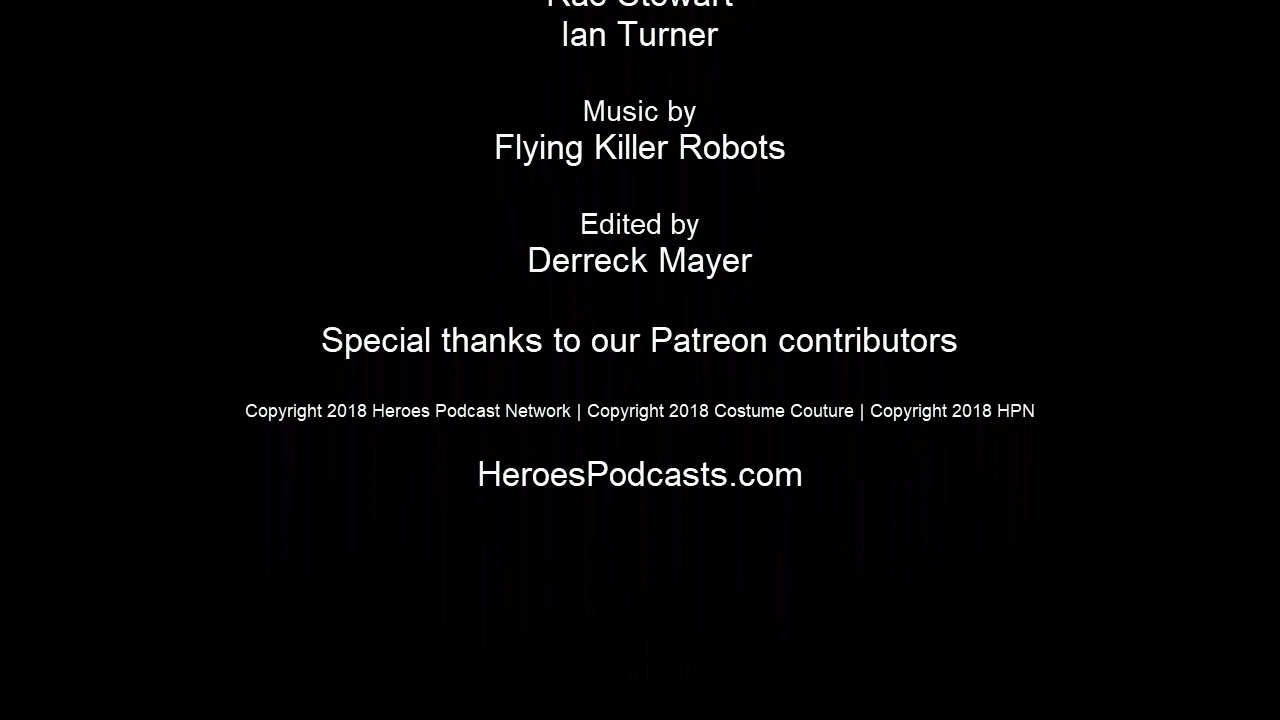 Stewart
Ian Turner
Music by
Flying Killer Robots
Edited by
Derreck Mayer
Special thanks to our Patreon contributors
Copyright 2018 Heroes Podcast Network | Copyright 2018 Costume Couture | Copyright 2018 HPN
HeroesPodcasts.com